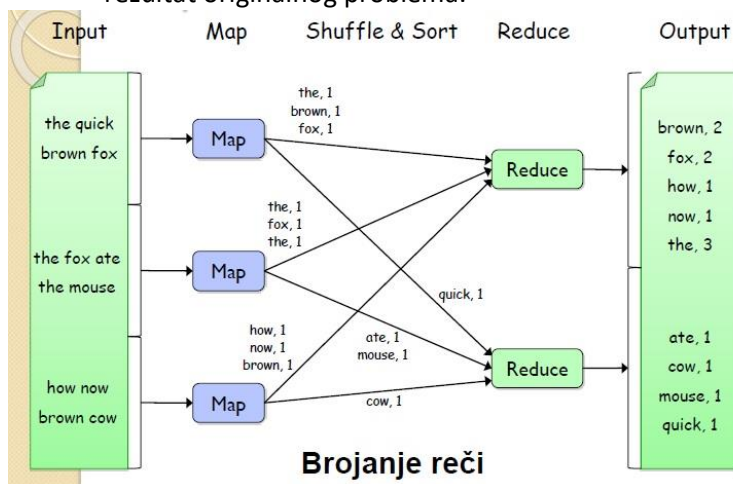 rezultat originalnog problema.
Input Map Shuffle & Sort Reduce Output
the quick
brown fox
the fox ate
the mouse
how now
brown cow
Map
Map
Map
the, 1
brown, 1
fox, 1
the, 1
fox, 1
the, 1
how, 1
now, 1
brown, 1
quick, 1
ate, 1
mouse, 1
cow, 1
Reduce
Reduce
brown, 2
fox, 2
how, 1
now, 1
the, 3
ate, 1
cow, 1
mouse, 1
quick, 1
Brojanje reči